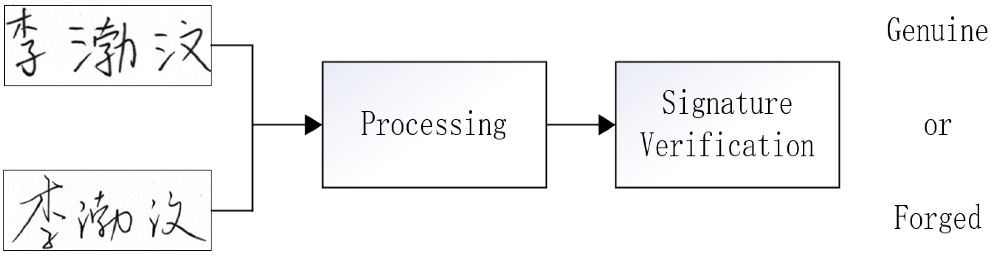 李渤汶
李渤汶
Processing
Signature
Verification
Genuine
or
Forged